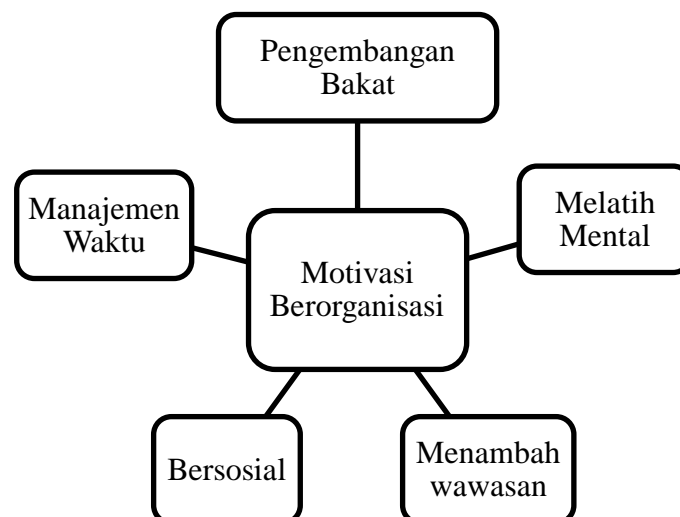 Pengembangan
Bakat
Manajemen
Waktu
Melatih
Mental
Motivasi
Berorganisasi
Bersosial
Menambah
wawasan